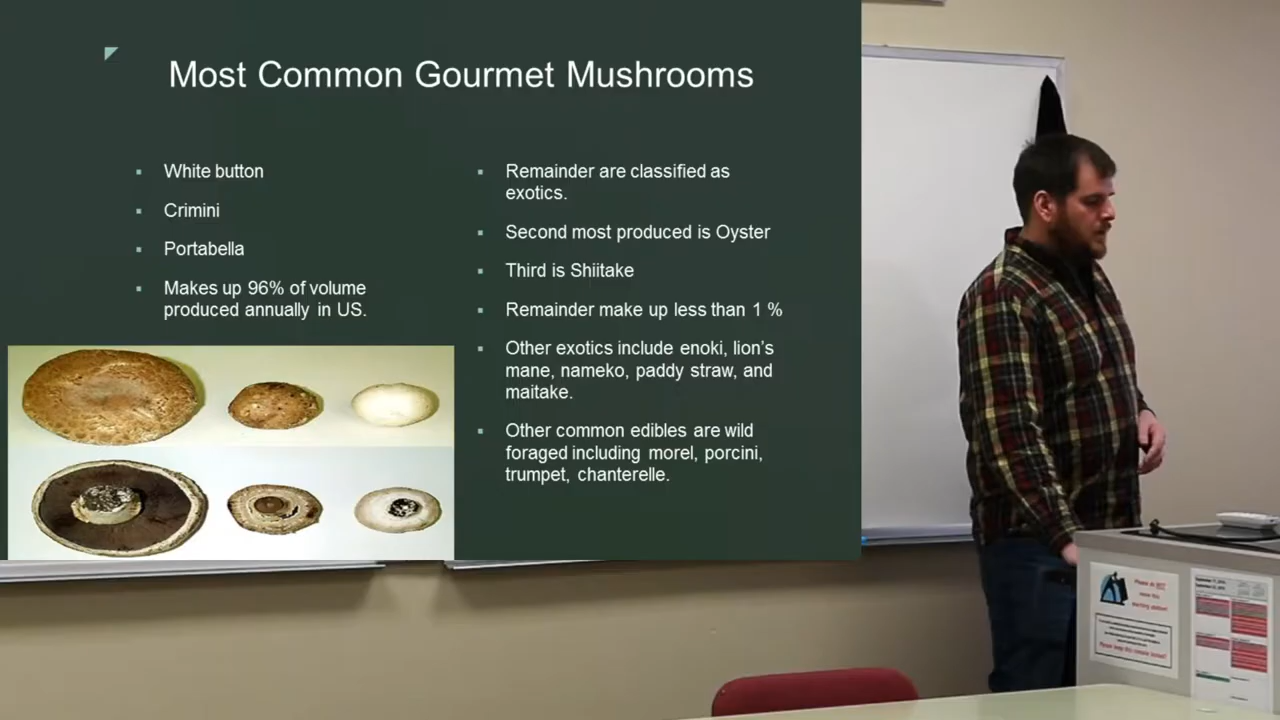 Most Common Gourmet Mushrooms
White button
Crimini
Portabella
Makes up 96% of volume
produced annually in US.
Remainder are classified as
exotics.
Second most produced is Oyster
Third is Shiitake
Remainder make up less than 1 %
Other exotics include enoki, lion's
mane, nameko, paddy straw, and
maitake.
Other common edibles are wild
foraged including morel, porcini,
trumpet, chanterelle.
Please do NOT